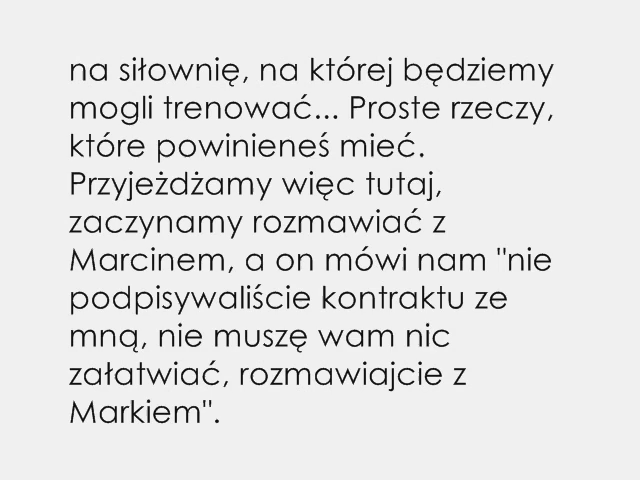 na siłownię, na której będziemy
mogli trenować... Proste rzeczy,
które powinieneś mieć.
Przyjeżdżamy więc tutaj,
zaczynamy rozmawiać z
Marcinem, a on mówi nam "nie
podpisywaliście kontraktu ze
mną, nie muszę wam nic
załatwiać, rozmawiajcie z
Markiem".